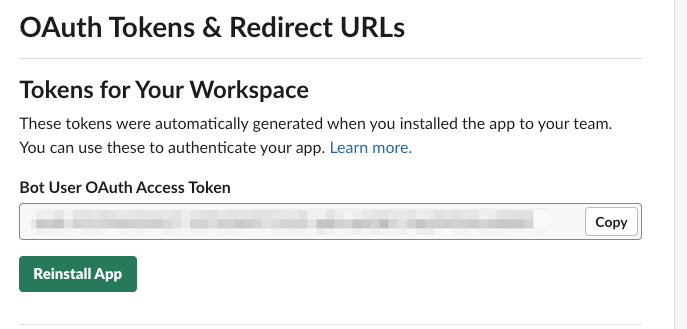 OAuth Tokens & Redirect URLs
Tokens for Your Workspace
These tokens were automatically generated when you installed the app to your team.
You can use these to authenticate your app. Learn more.
Bot User OAuth Access Token
Copy
Reinstall App